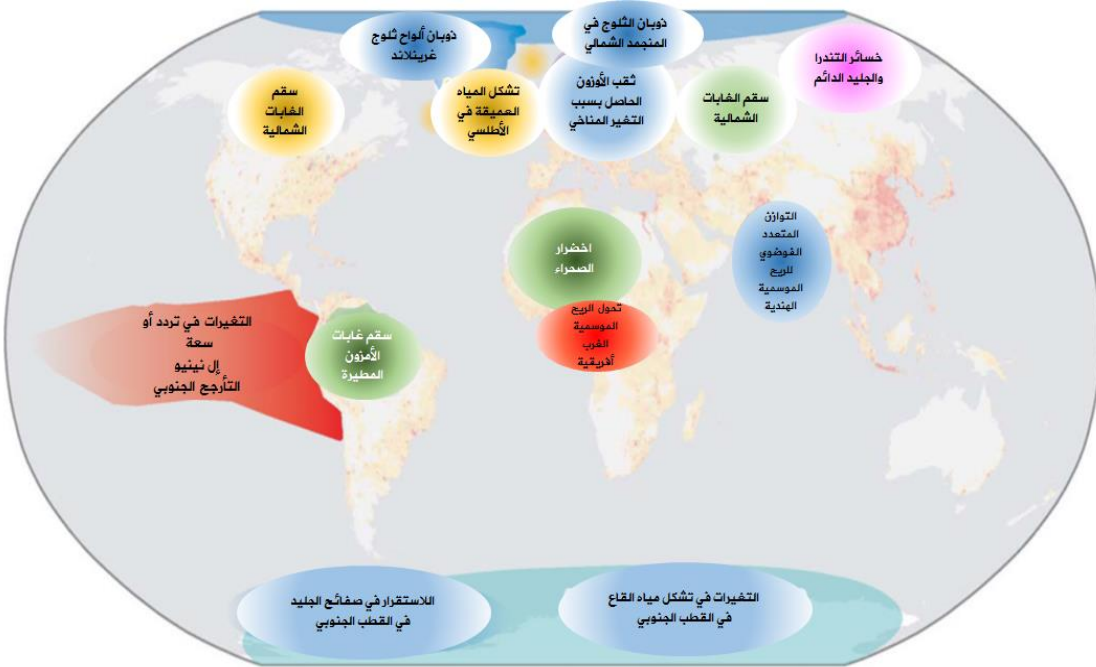 ذوبان ألواح ثلوج
غرينلاند
ذوبان الثلوج في
المنجمد الشمالي
خسائر التندرا
والجليد الدائم
سقم
الغابات
الشمالية
تشكل المياه
العميقة في
الأطلسي
ثقب الأوزون
الحاصل بسبب
التغير المناخي
سقم الغابات
الشمالية
اخضرار
الصحراء
التوازن
المتعدد
الفوضوي
للريح
الموسمية
الهندية
التغيرات في تردد أو
سعة
إل نينيو
التأرجح الجنوبي
سقم غابات
الأمزون
المطيرة
تحول الريح
الموسمية
الغرب
أفريقية
اللاستقرار في صفائح الجليد
في القطب الجنوبي
التغيرات في تشكل مياه القاع
في القطب الجنوبي